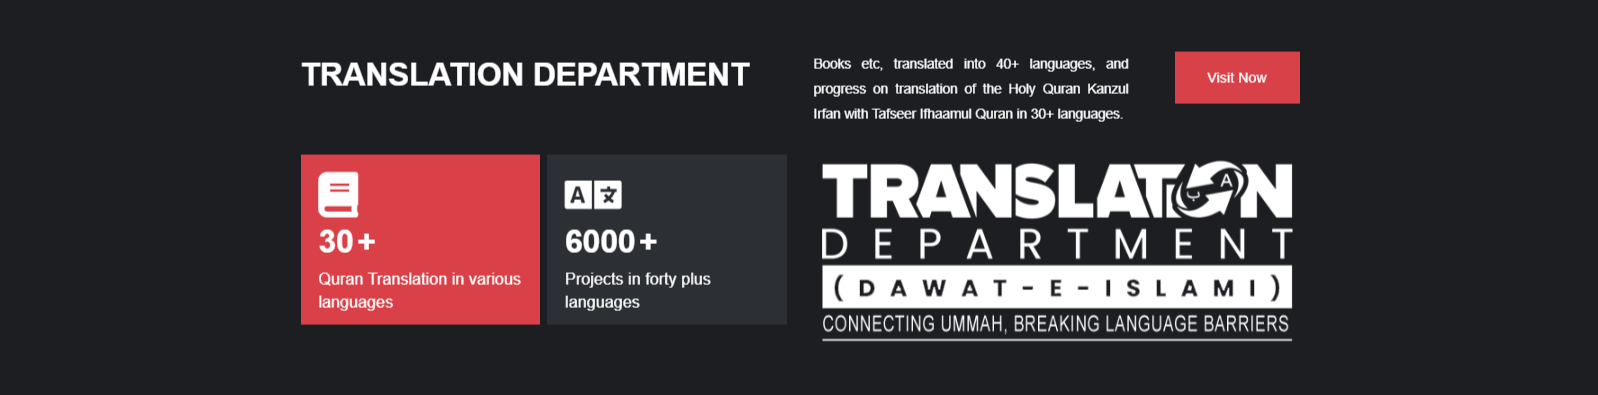 TRANSLATION DEPARTMENT
Books etc, translated into 40+ languages, and
progress on translation of the Holy Quran Kanzul
Irfan with Tafseer Ifhaamul Quran in 30+ languages.
Visit Now
30+
Quran Translation in various
languages
A 文
6000+
Projects in forty plus
languages
TRANSLATION
A ب
DEPARTMENT
(DAWAT-E-ISLAMI)
CONNECTING UMMAH, BREAKING LANGUAGE BARRIERS